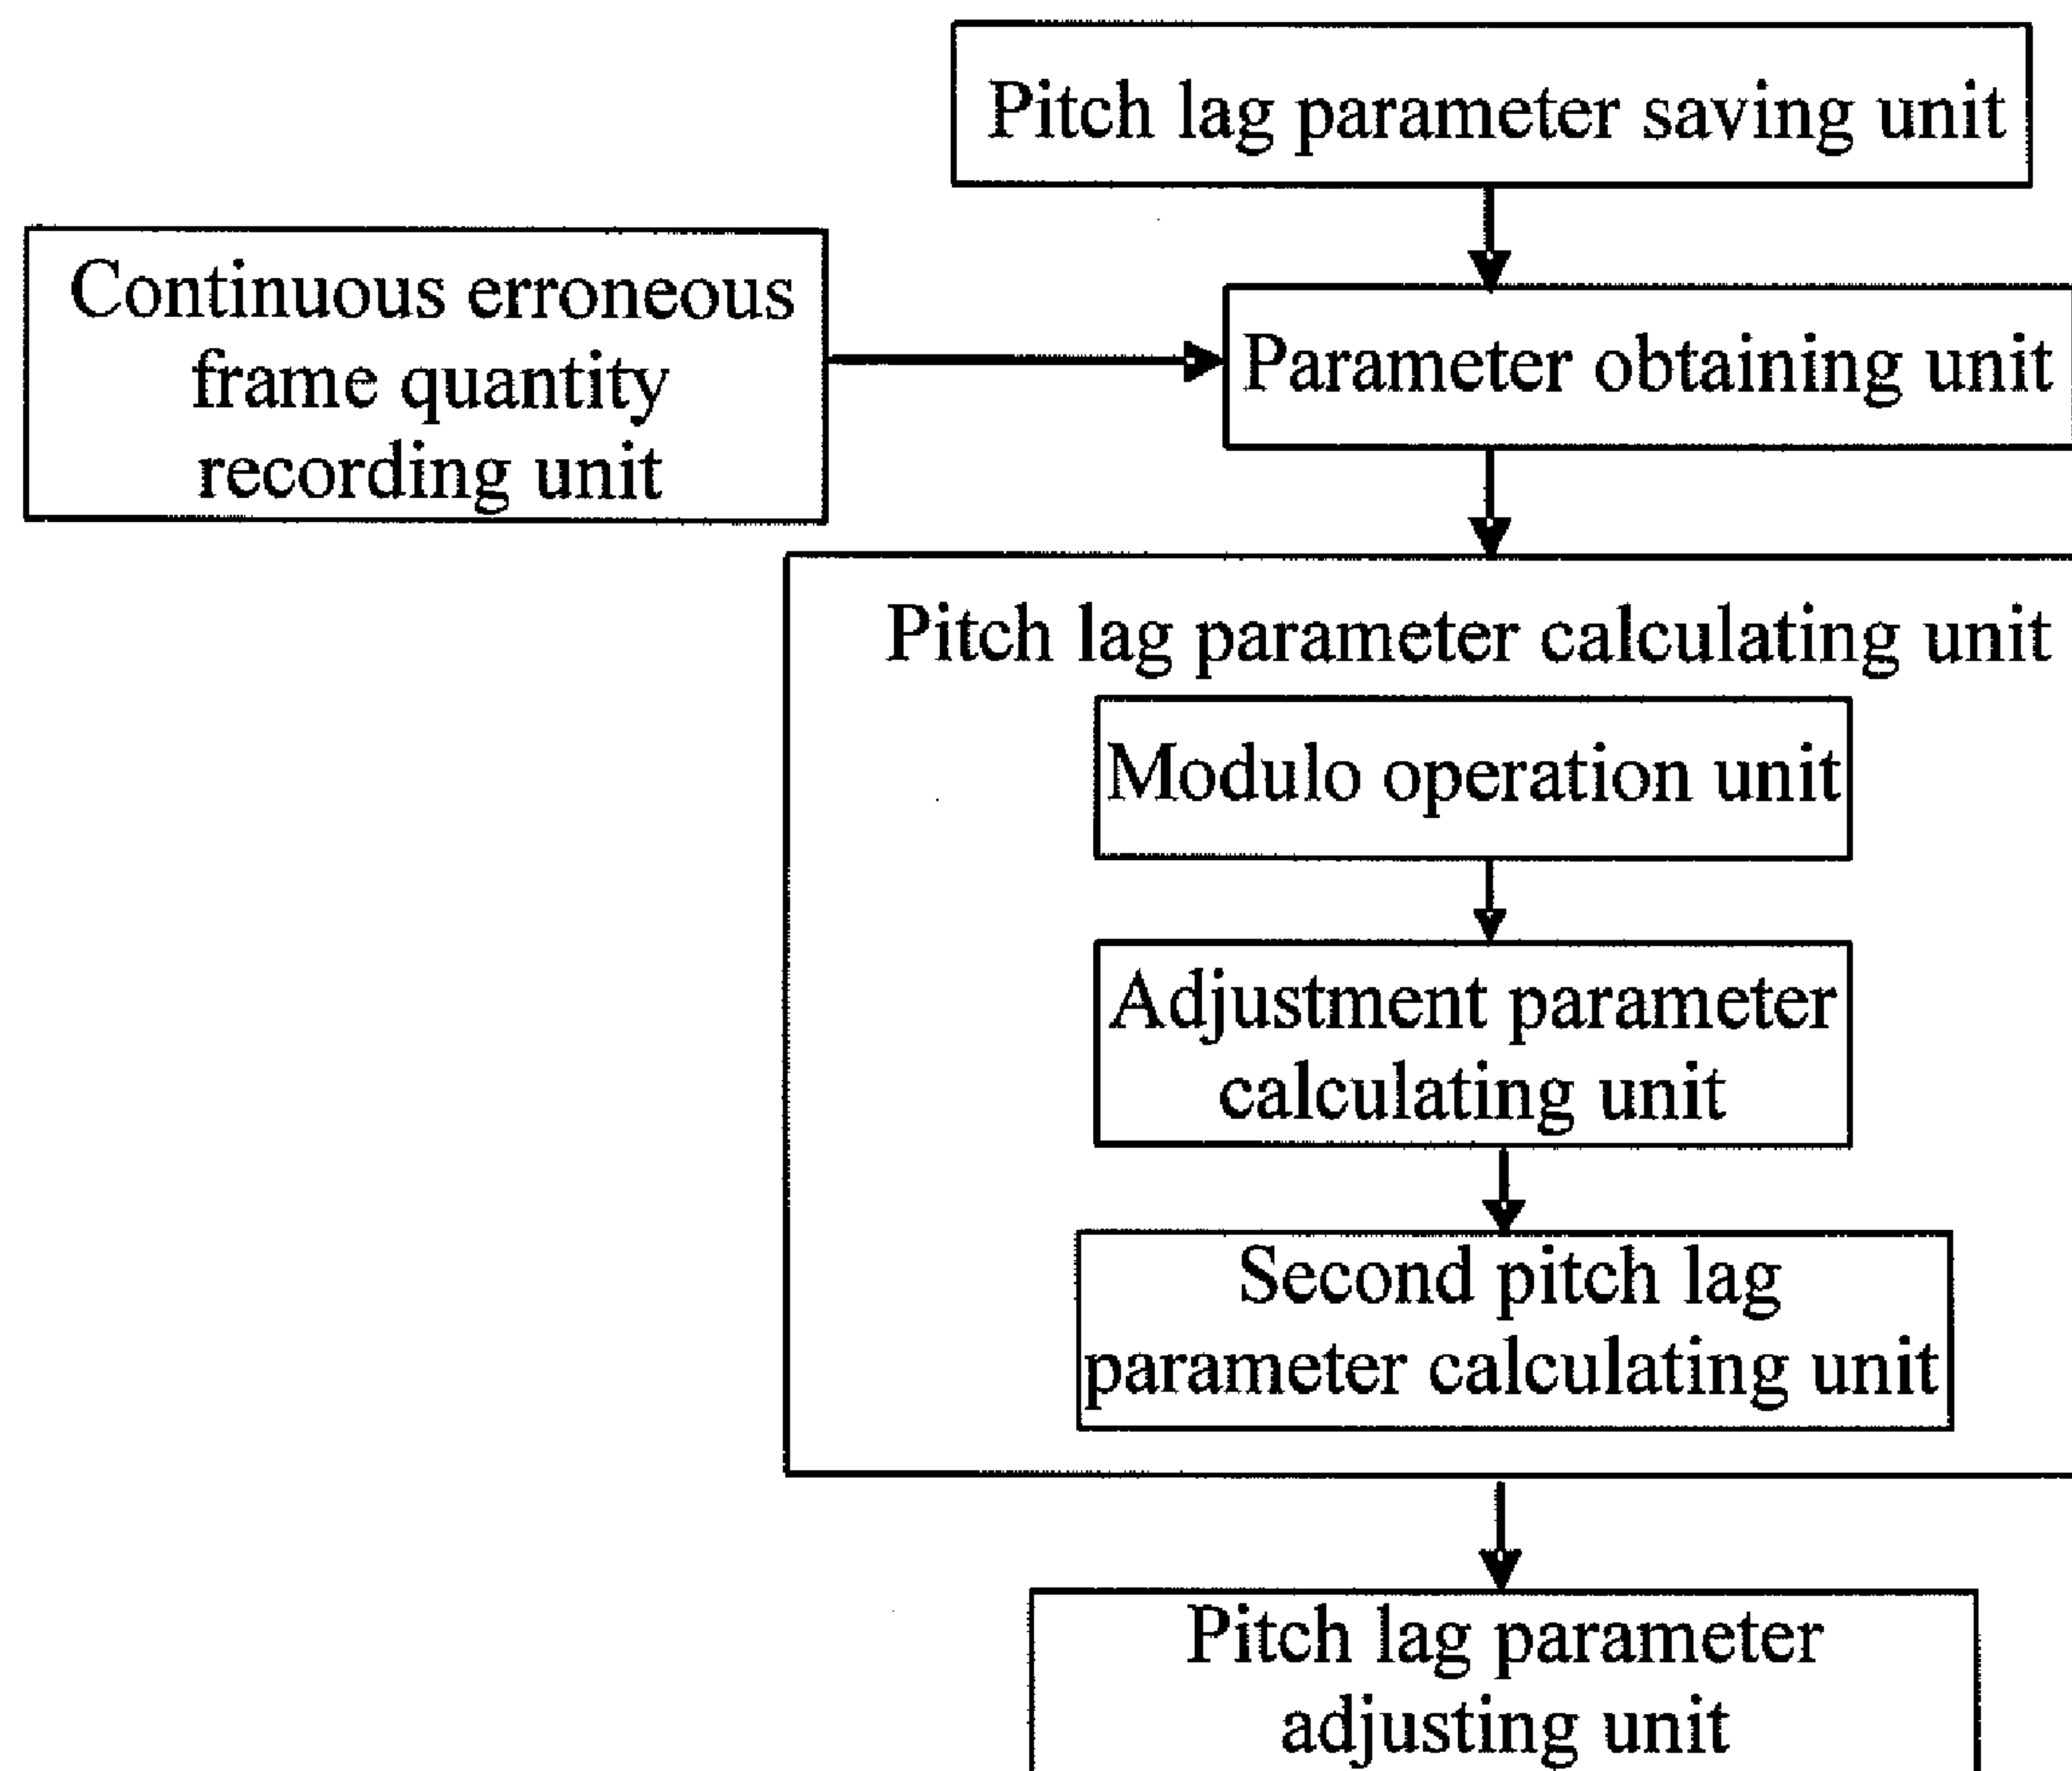 Pitch lag parameter saving unit
Continuous erroneous
frame quantity
recording unit
Parameter obtaining unit
Pitch lag parameter calculating unit
Modulo operation unit
Adjustment parameter
calculating unit
Second pitch lag
parameter calculating unit
Pitch lag parameter
adjusting unit